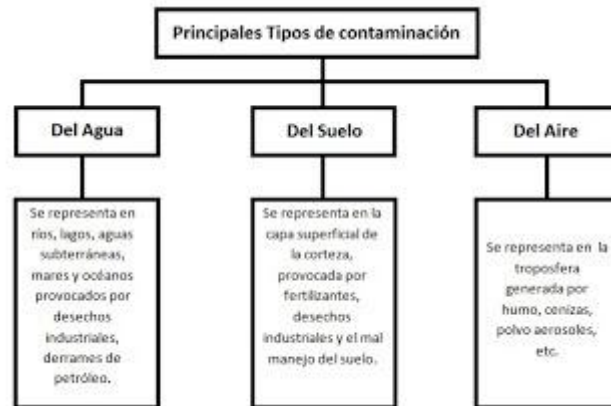 Principales Tipos de contaminación
Del Agua
Se representa en
ríos, lagos, aguas
subterráneas,
mares y océanos
provocados por
desechos
industriales,
derrames de
petróleo.
Del Suelo
Se representa en la
capa superficial de
la corteza,
provocada por
fertilizantes,
desechos
industriales y el mal
manejo del suelo.
Del Aire
Se representa en la
troposfera
generada por
humo, cenizas,
polvo aerosoles,
etc.